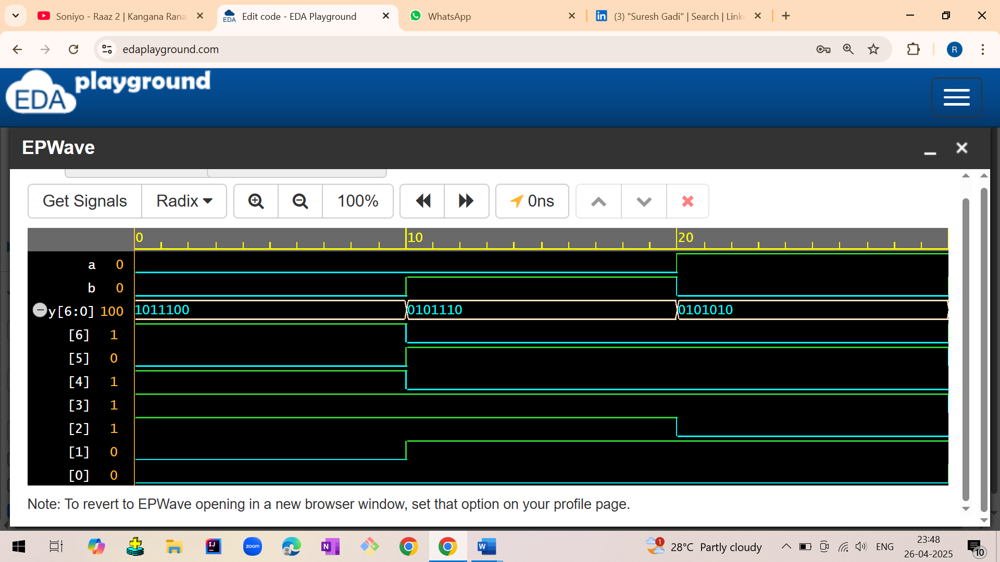 Soniyo - Raaz 2 | Kangana Rana
Edit code - EDA Playground
WhatsApp
(3) "Suresh Gadi" | Search | Link
edaplayground.com
R
EDA playground
EPWave
Get Signals Radix 100% 0ns
0 10 20
a 0
b 0
y[6:0] 100 1011100 0101110 0101010
[6] 1
[5] 0
[4] 1
[3] 1
[2] 1
[1] 0
[0] 0
Note: To revert to EPWave opening in a new browser window, set that option on your profile page.
zoom
1
28°C Partly cloudy
ENG
23:48
26-04-2025
10